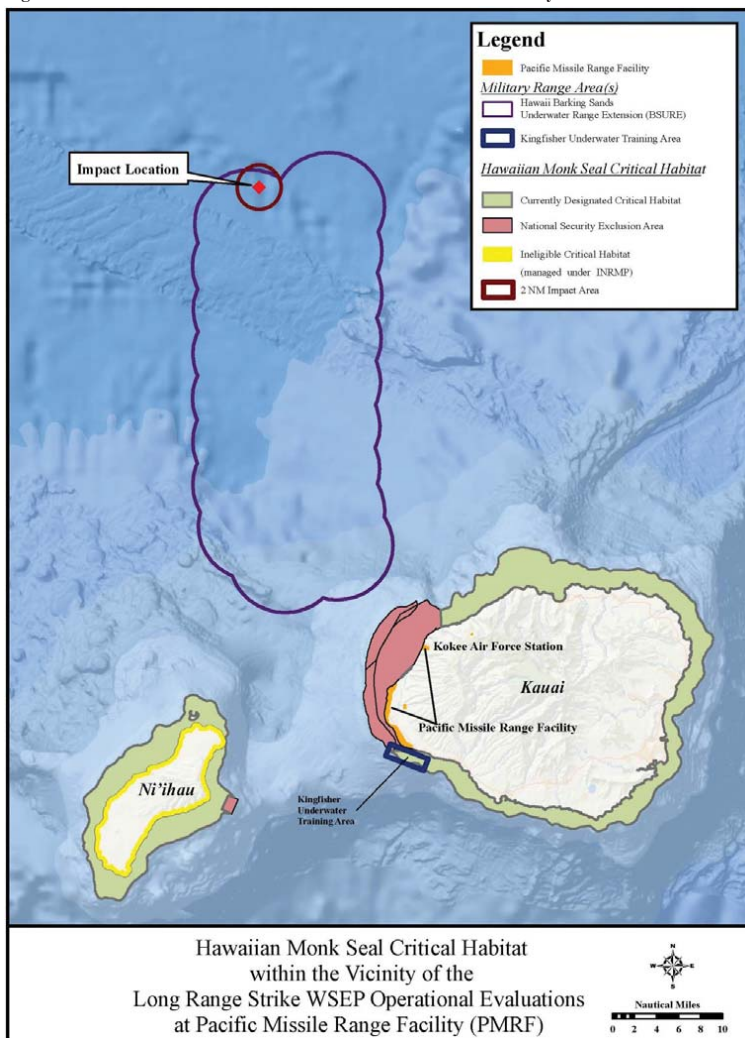 Legend
Pacific Missile Range Facility
Military Range Area(s)
Hawaii Barking Sands
Underwater Range Extension (BSURE)
Kingfisher Underwater Training Area
Hawaiian Monk Seal Critical Habitat
Currently Designated Critical Habitat
National Security Exclusion Area
Ineligible Critical Habitat
(managed under INRMP)
2 NM Impact Area
Impact Location
Kokee Air Force Station
Kauai
Pacific Missile Range Facility
Ni'ihau
Kingfisher
Underwater
Training Area
Hawaiian Monk Seal Critical Habitat
within the Vicinity of the
Long Range Strike WSEP Operational Evaluations
at Pacific Missile Range Facility (PMRF)
N
W E
S
Nautical Miles
0 1 2 4 6 8 10